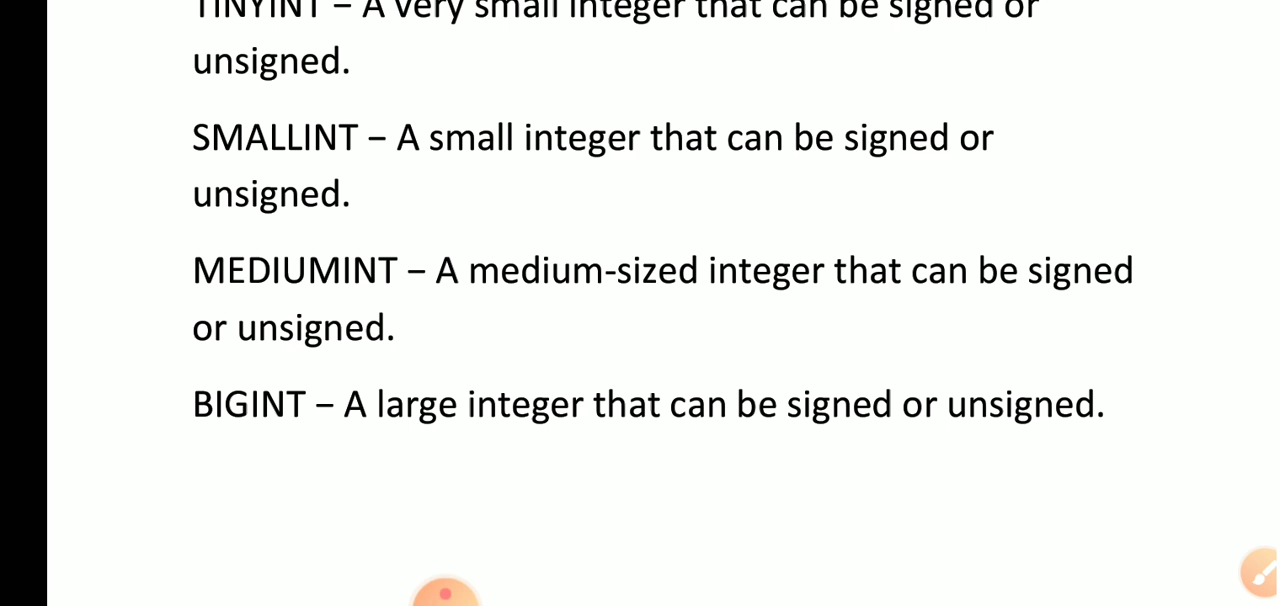 TINYINT – A very small integer that can be signed or
unsigned.
SMALLINT – A small integer that can be signed or
unsigned.
MEDIUMINT – A medium-sized integer that can be signed
or unsigned.
BIGINT – A large integer that can be signed or unsigned.